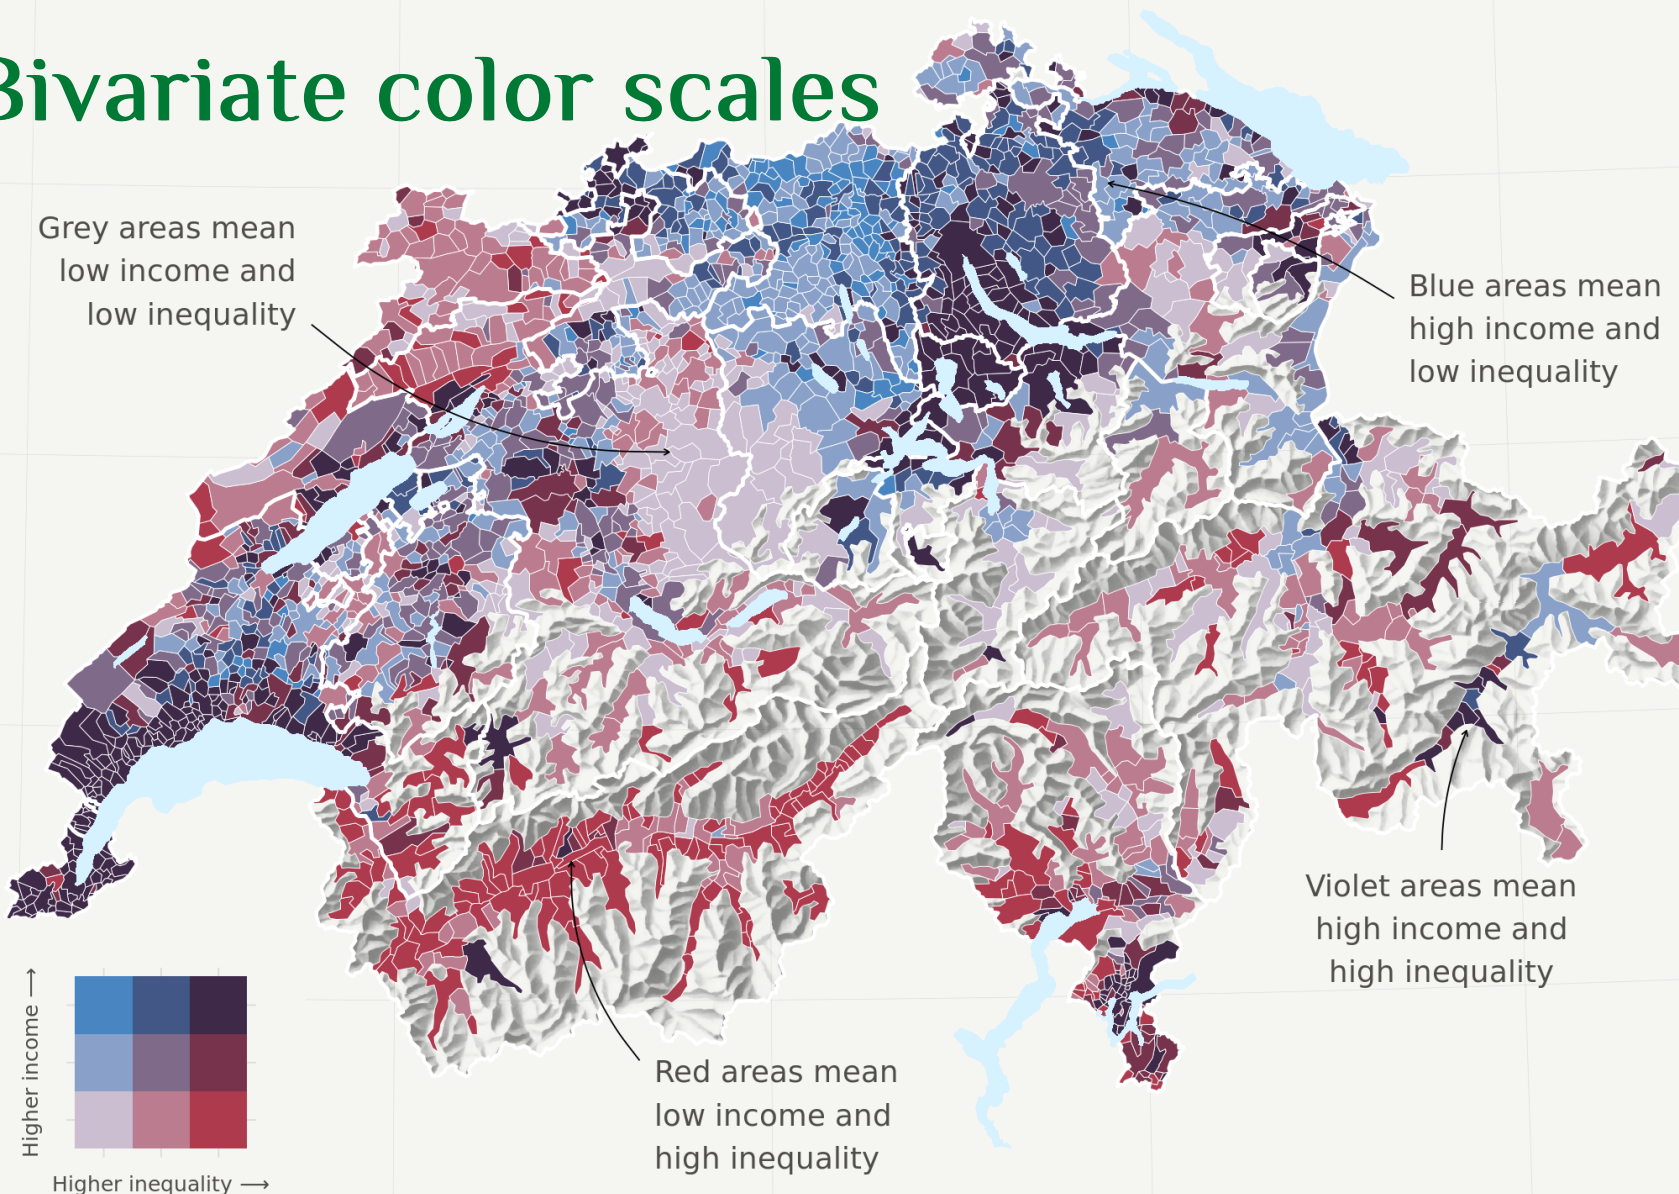 Bivariate color scales
Grey areas mean
low income and
low inequality
Blue areas mean
high income and
low inequality
Violet areas mean
high income and
high inequality
Red areas mean
low income and
high inequality
Higher income ⟶
Higher inequality ⟶